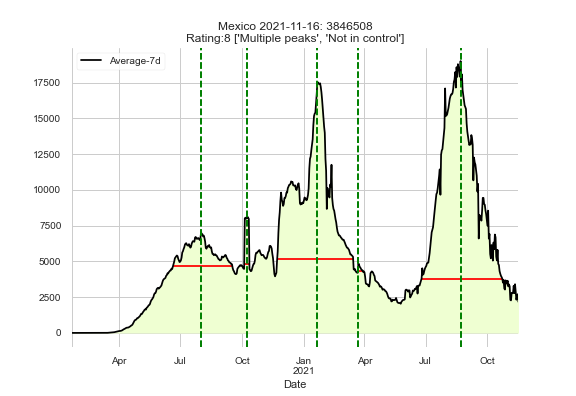 Mexico 2021-11-16: 3846508
Rating:8 ['Multiple peaks', 'Not in control']
Average-7d
17500
15000
12500
10000
7500
5000
2500
0
Apr Jul Oct Jan Apr Jul Oct
2021
Date